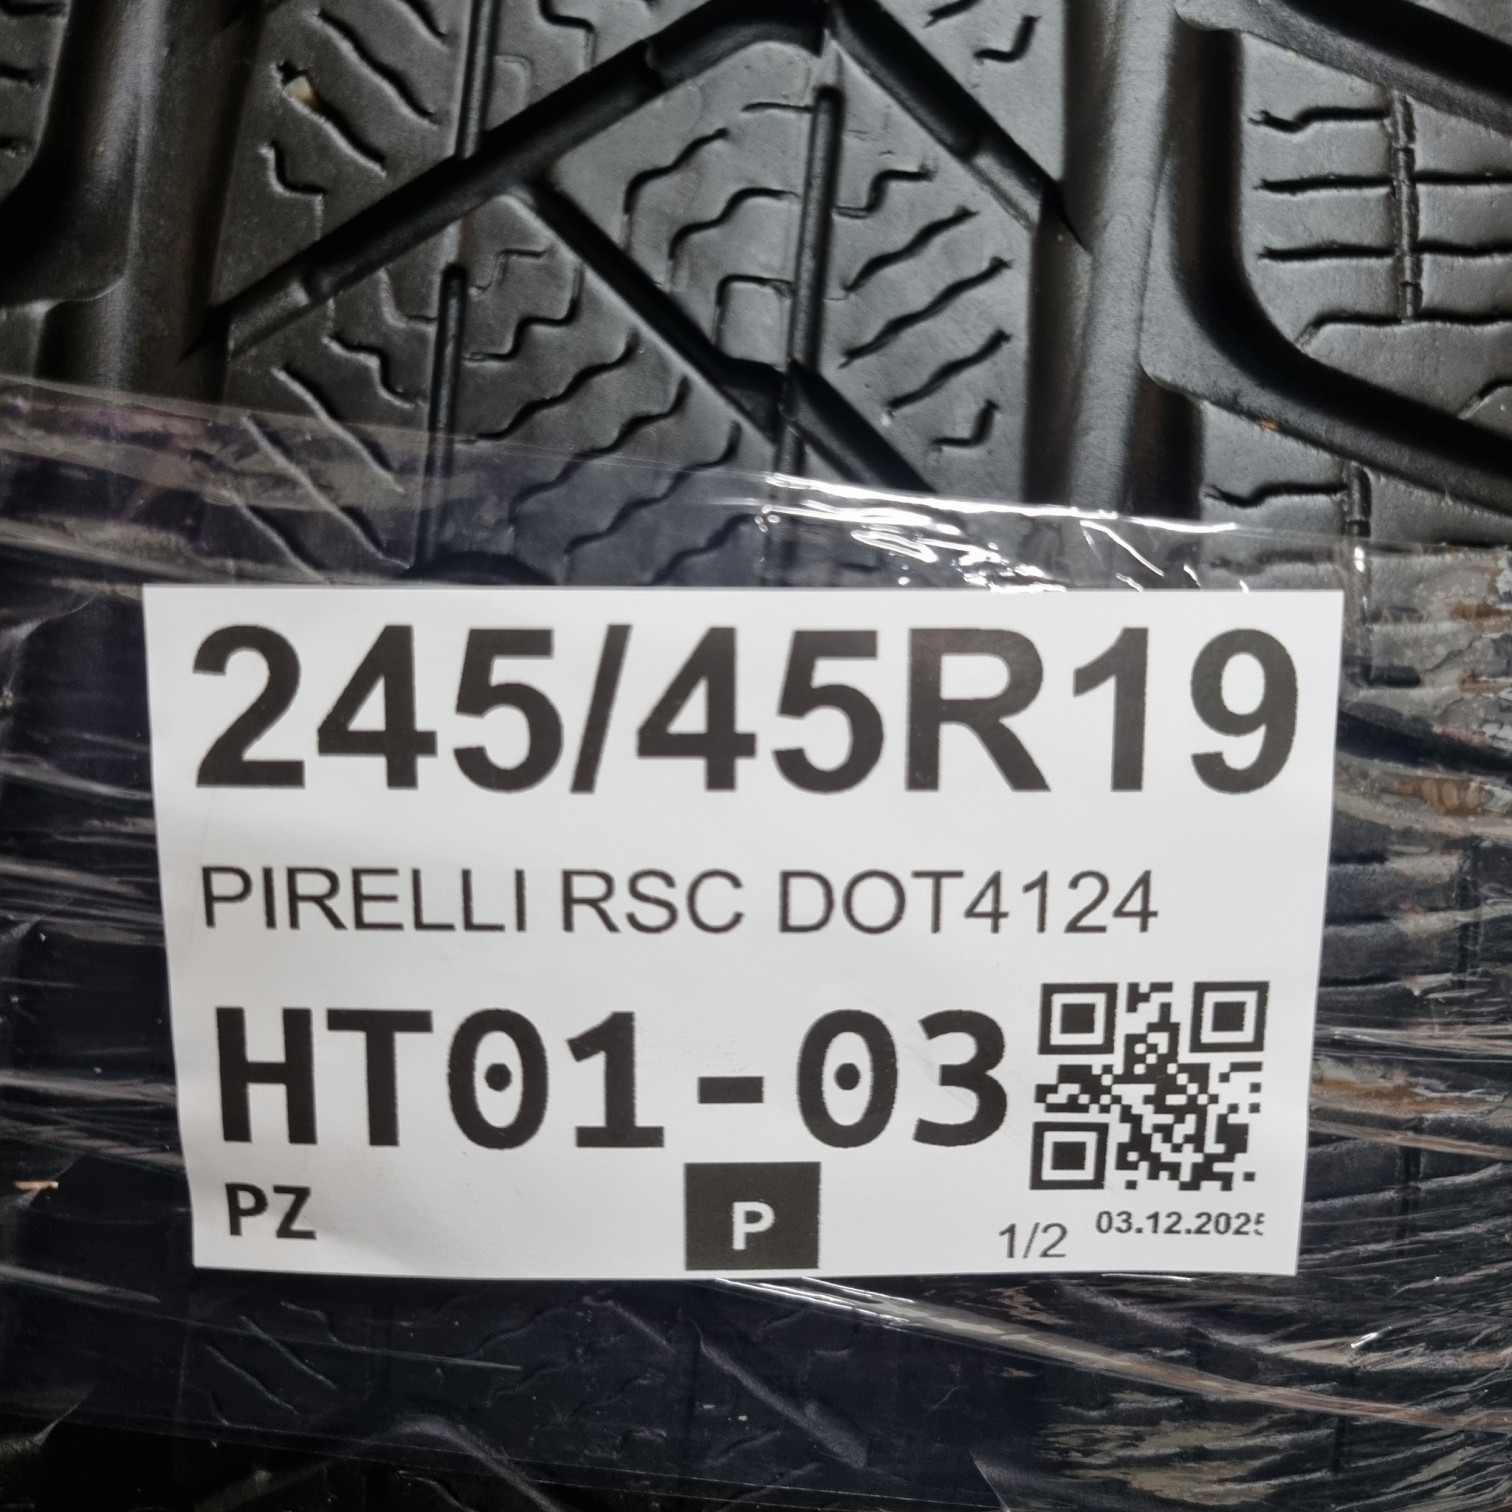 245/45R19
PIRELLI RSC DOT4124
HT01-03
PZ
P
1/2 03.12.2025